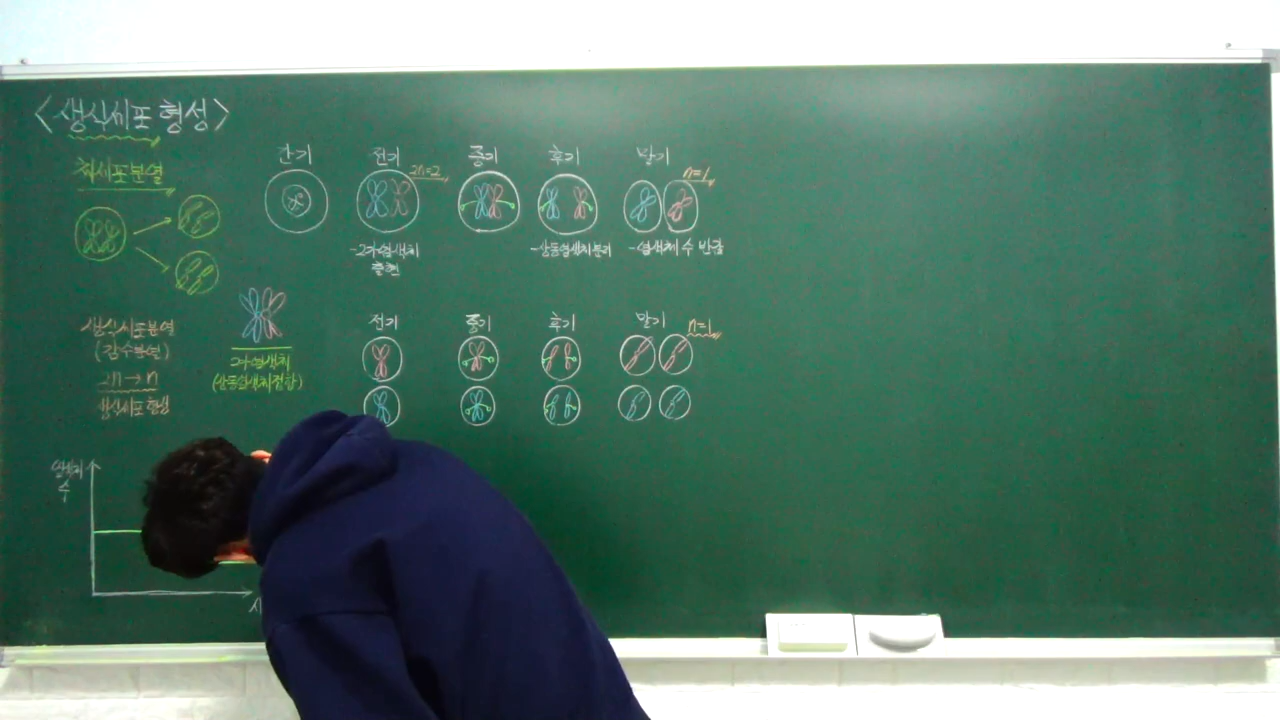 <생식세포 형성>
체세포분열
간기
전기
중기
후기
말기
2n=2
n=1
-2가염색체
출현
-상동염색체분리
-염색체 수 반감
생식세포분열
(감수분열)
2n→n
생식세포 형성
2가염색체
(상동염색체접합)
전기
중기
후기
말기
n=1
염색체
수